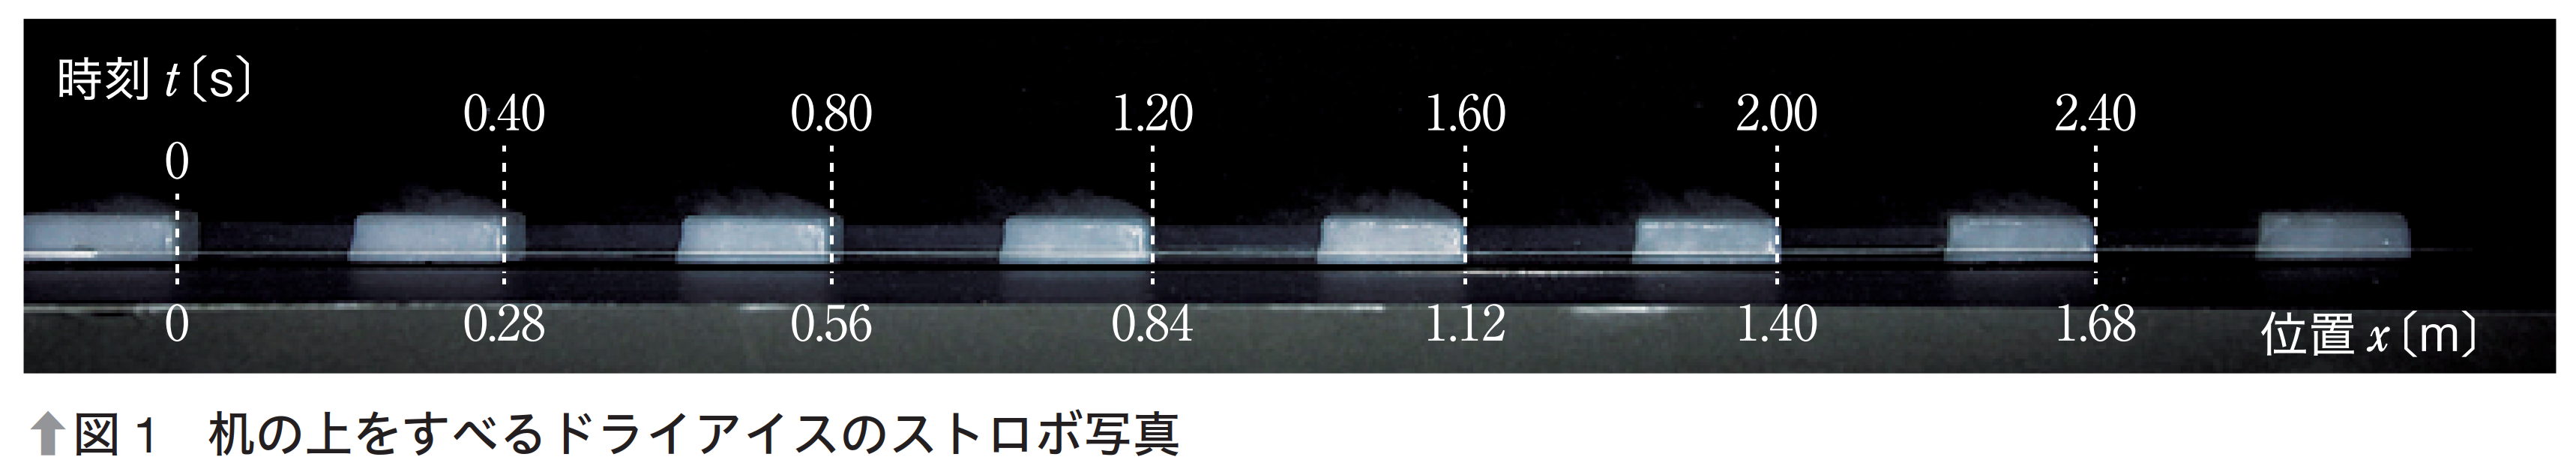 時刻 t〔s〕
0 0.40 0.80 1.20 1.60 2.00 2.40
0 0.28 0.56 0.84 1.12 1.40 1.68 位置 x〔m〕
⬆図1 机の上をすべるドライアイスのストロボ写真